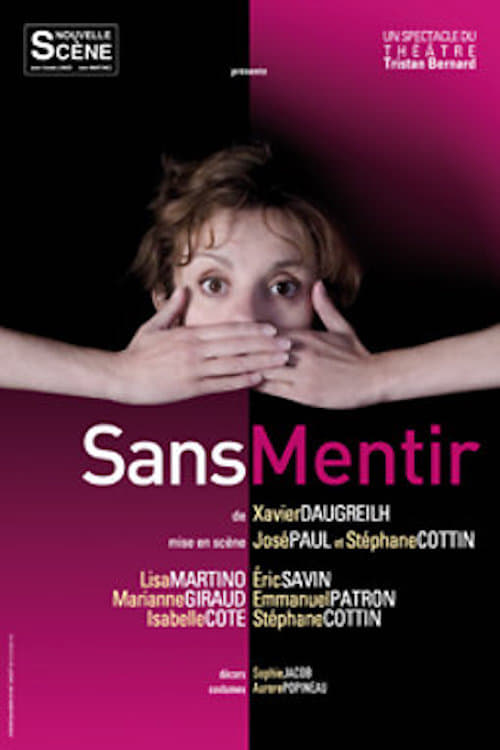 NOUVELLE
SCÈNE
présente
UN SPECTACLE DU
THÉÂTRE
Tristan Bernard
SansMentir
de XavierDAUGREILH
mise en scène JoséPAUL et StéphaneCOTTIN
LisaMARTINO ÉricSAVIN
MarianneGIRAUD EmmanuelPATRON
IsabelleCOTE StéphaneCOTTIN
décors SophieJACOB
costumes AurorePOPINEAU